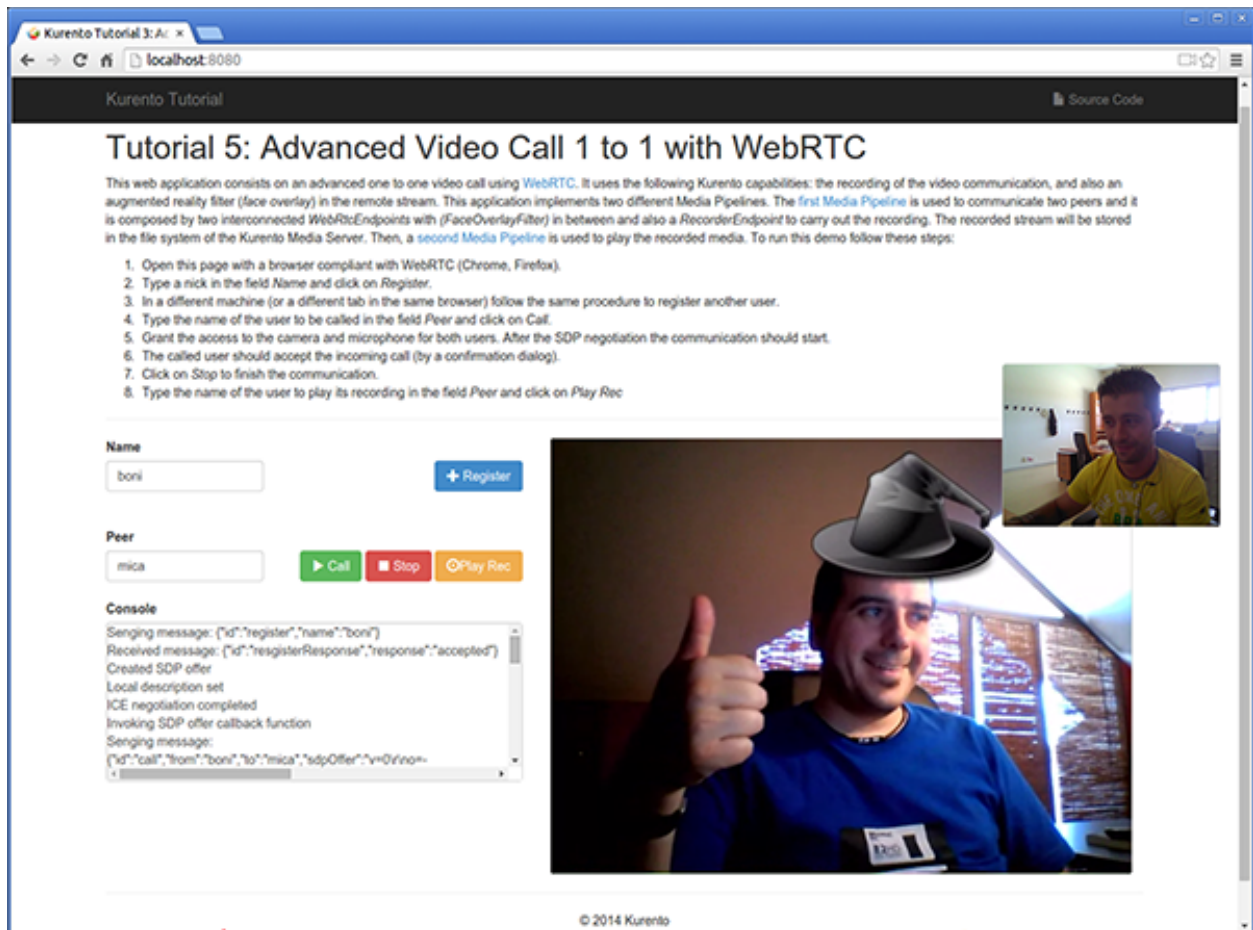 Kurento Tutorial 3: Ac
localhost:8080
Kurento Tutorial
Source Code
Tutorial 5: Advanced Video Call 1 to 1 with WebRTC
This web application consists on an advanced one to one video call using WebRTC. It uses the following Kurento capabilities: the recording of the video communication, and also an
augmented reality filter (face overlay) in the remote stream. This application implements two different Media Pipelines. The first Media Pipeline is used to communicate two peers and it
is composed by two interconnected WebRtcEndpoints with (FaceOverlayFilter) in between and also a RecorderEndpoint to carry out the recording. The recorded stream will be stored
in the file system of the Kurento Media Server. Then, a second Media Pipeline is used to play the recorded media. To run this demo follow these steps:
1. Open this page with a browser compliant with WebRTC (Chrome, Firefox).
2. Type a nick in the field Name and click on Register.
3. In a different machine (or a different tab in the same browser) follow the same procedure to register another user.
4. Type the name of the user to be called in the field Peer and click on Call.
5. Grant the access to the camera and microphone for both users. After the SDP negotiation the communication should start.
6. The called user should accept the incoming call (by a confirmation dialog).
7. Click on Stop to finish the communication.
8. Type the name of the user to play its recording in the field Peer and click on Play Rec
Name
boni
Register
Peer
mica
Call
Stop
Play Rec
Console
Senging message: {"id":"register","name":"boni"}
Received message: {"id":"resgisterResponse","response":"accepted"}
Created SDP offer
Local description set
ICE negotiation completed
Invoking SDP offer callback function
Senging message:
{"id":"call","from":"boni","to":"mica","sdpOffer":"v=0\r\no=-
© 2014 Kurento